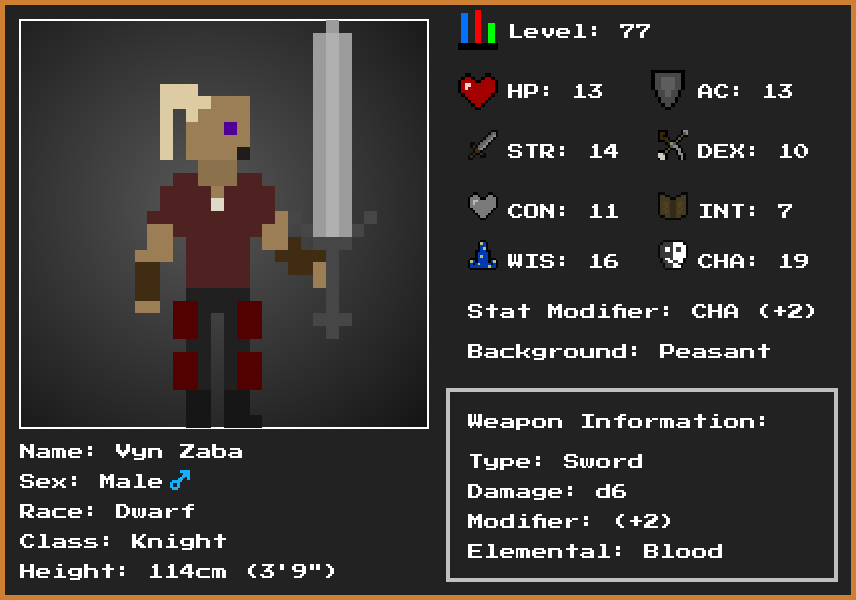 Level: 77
HP: 13 AC: 13
STR: 14 DEX: 10
CON: 11 INT: 7
WIS: 16 CHA: 19
Stat Modifier: CHA (+2)
Background: Peasant
Weapon Information:
Type: Sword
Damage: d6
Modifier: (+2)
Elemental: Blood
Name: Vyn Zaba
Sex: Male ♂
Race: Dwarf
Class: Knight
Height: 114cm (3'9")